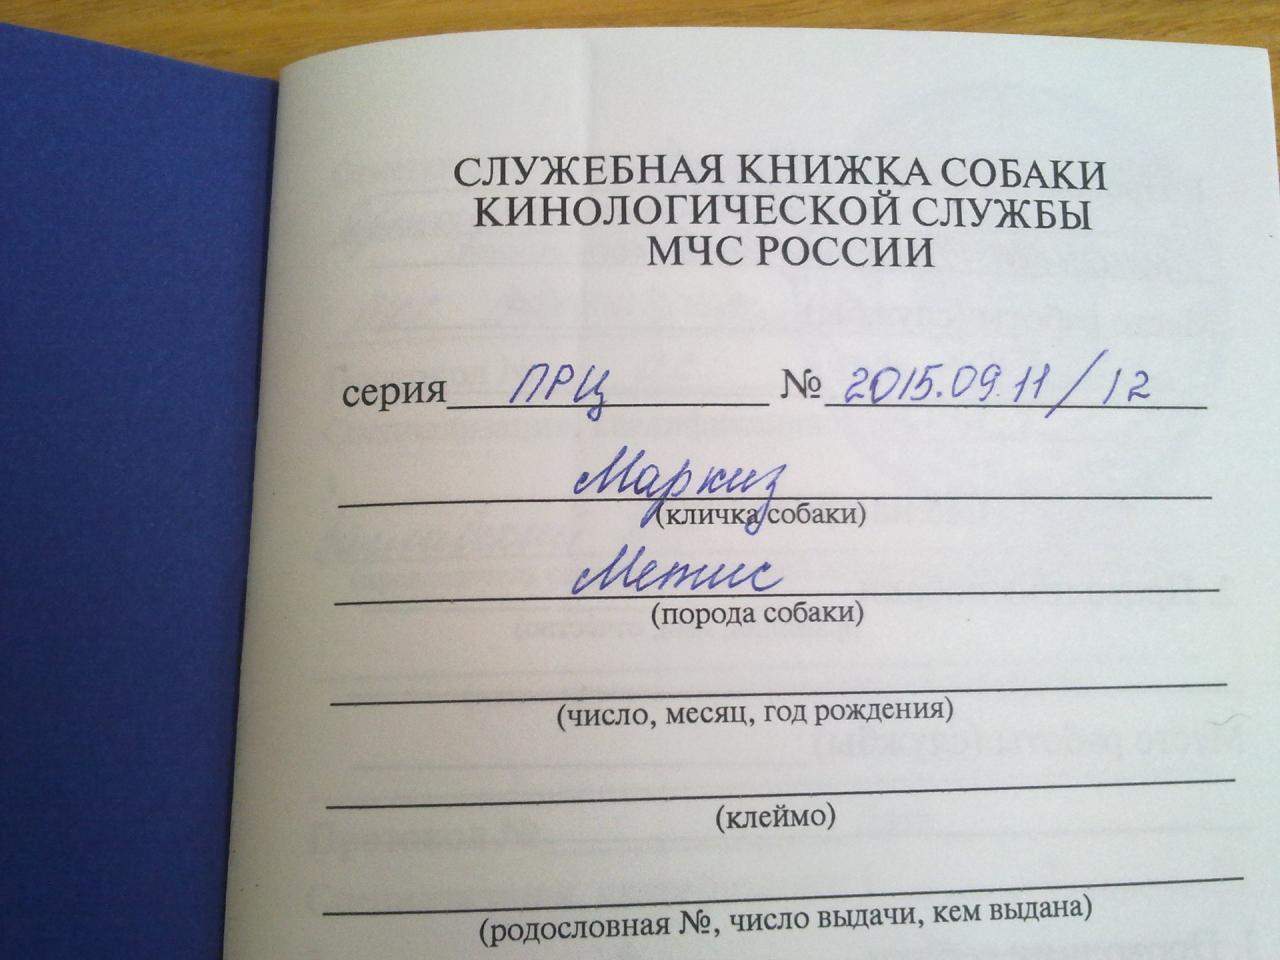 СЛУЖЕБНАЯ КНИЖКА СОБАКИ
КИНОЛОГИЧЕСКОЙ СЛУЖБЫ
МЧС РОССИИ
серия ПРЦ № 2015.09.11/12
Маркиз
(кличка собаки)
Метис
(порода собаки)
(число, месяц, год рождения)
(клеймо)
(родословная №, число выдачи, кем выдана)